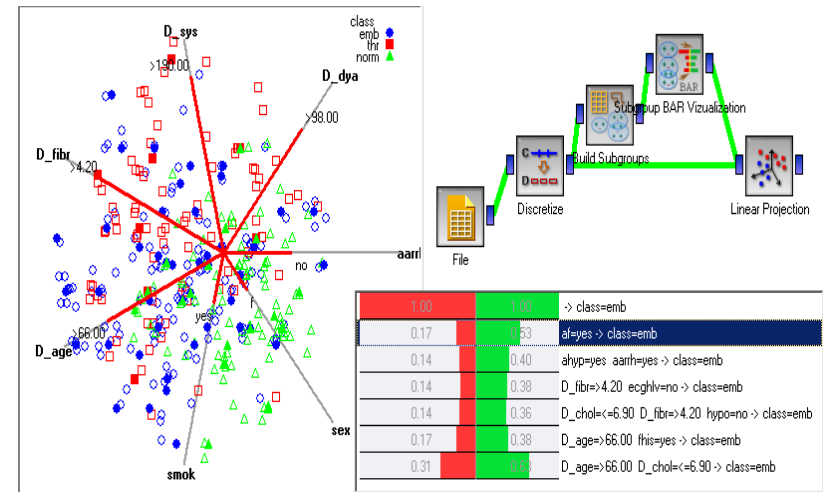 class
emb
thr
norm
D_sys
>190.00
D_dya
>98.00
D_fibr
>4.20
no
yes
f
>66.00
D_age
smok
sex
BAR
Subgroup BAR Vizualization
Build Subgroups
C
D
Discretize
Linear Projection
File
1.00 1.00 -> class=emb
0.17 0.53 af=yes -> class=emb
0.14 0.40 ahyp=yes aarrh=yes -> class=emb
0.14 0.38 D_fibr=>4.20 ecghlv=no -> class=emb
0.14 0.36 D_chol=<=6.90 D_fibr=>4.20 hypo=no -> class=emb
0.17 0.38 D_age=>66.00 fhis=yes -> class=emb
0.31 D_age=>66.00 D_chol=<=6.90 -> class=emb